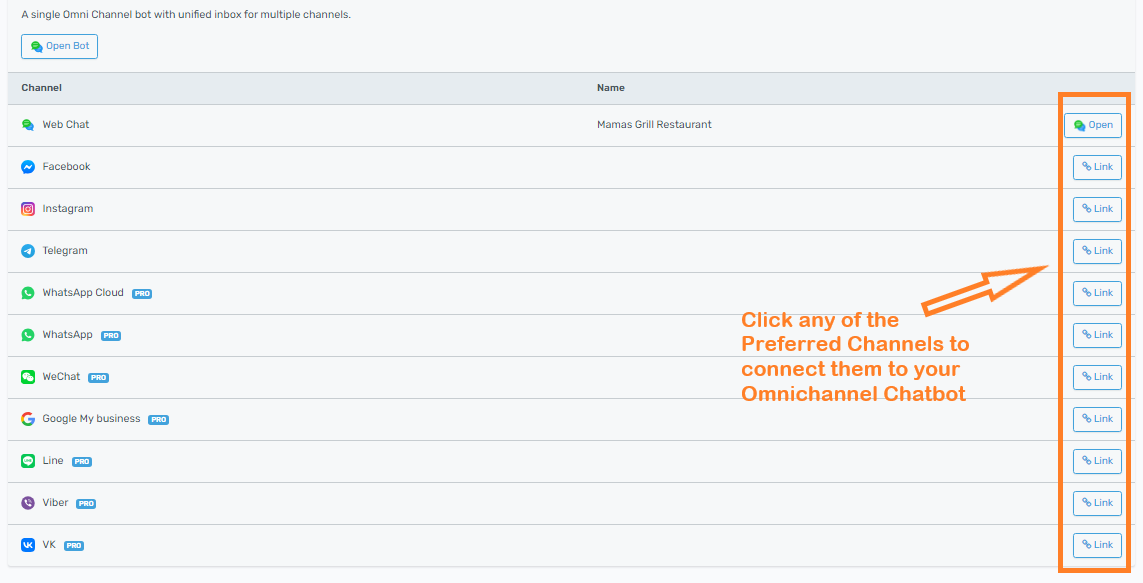 A single Omni Channel bot with unified inbox for multiple channels.
Open Bot
Channel Name
Web Chat Mamas Grill Restaurant Open
Facebook Link
Instagram Link
Telegram Link
WhatsApp Cloud PRO Link
WhatsApp PRO Link
WeChat PRO Link
Google My business PRO Link
Line PRO Link
Viber PRO Link
VK PRO Link
Click any of the
Preferred Channels to
connect them to your
Omnichannel Chatbot